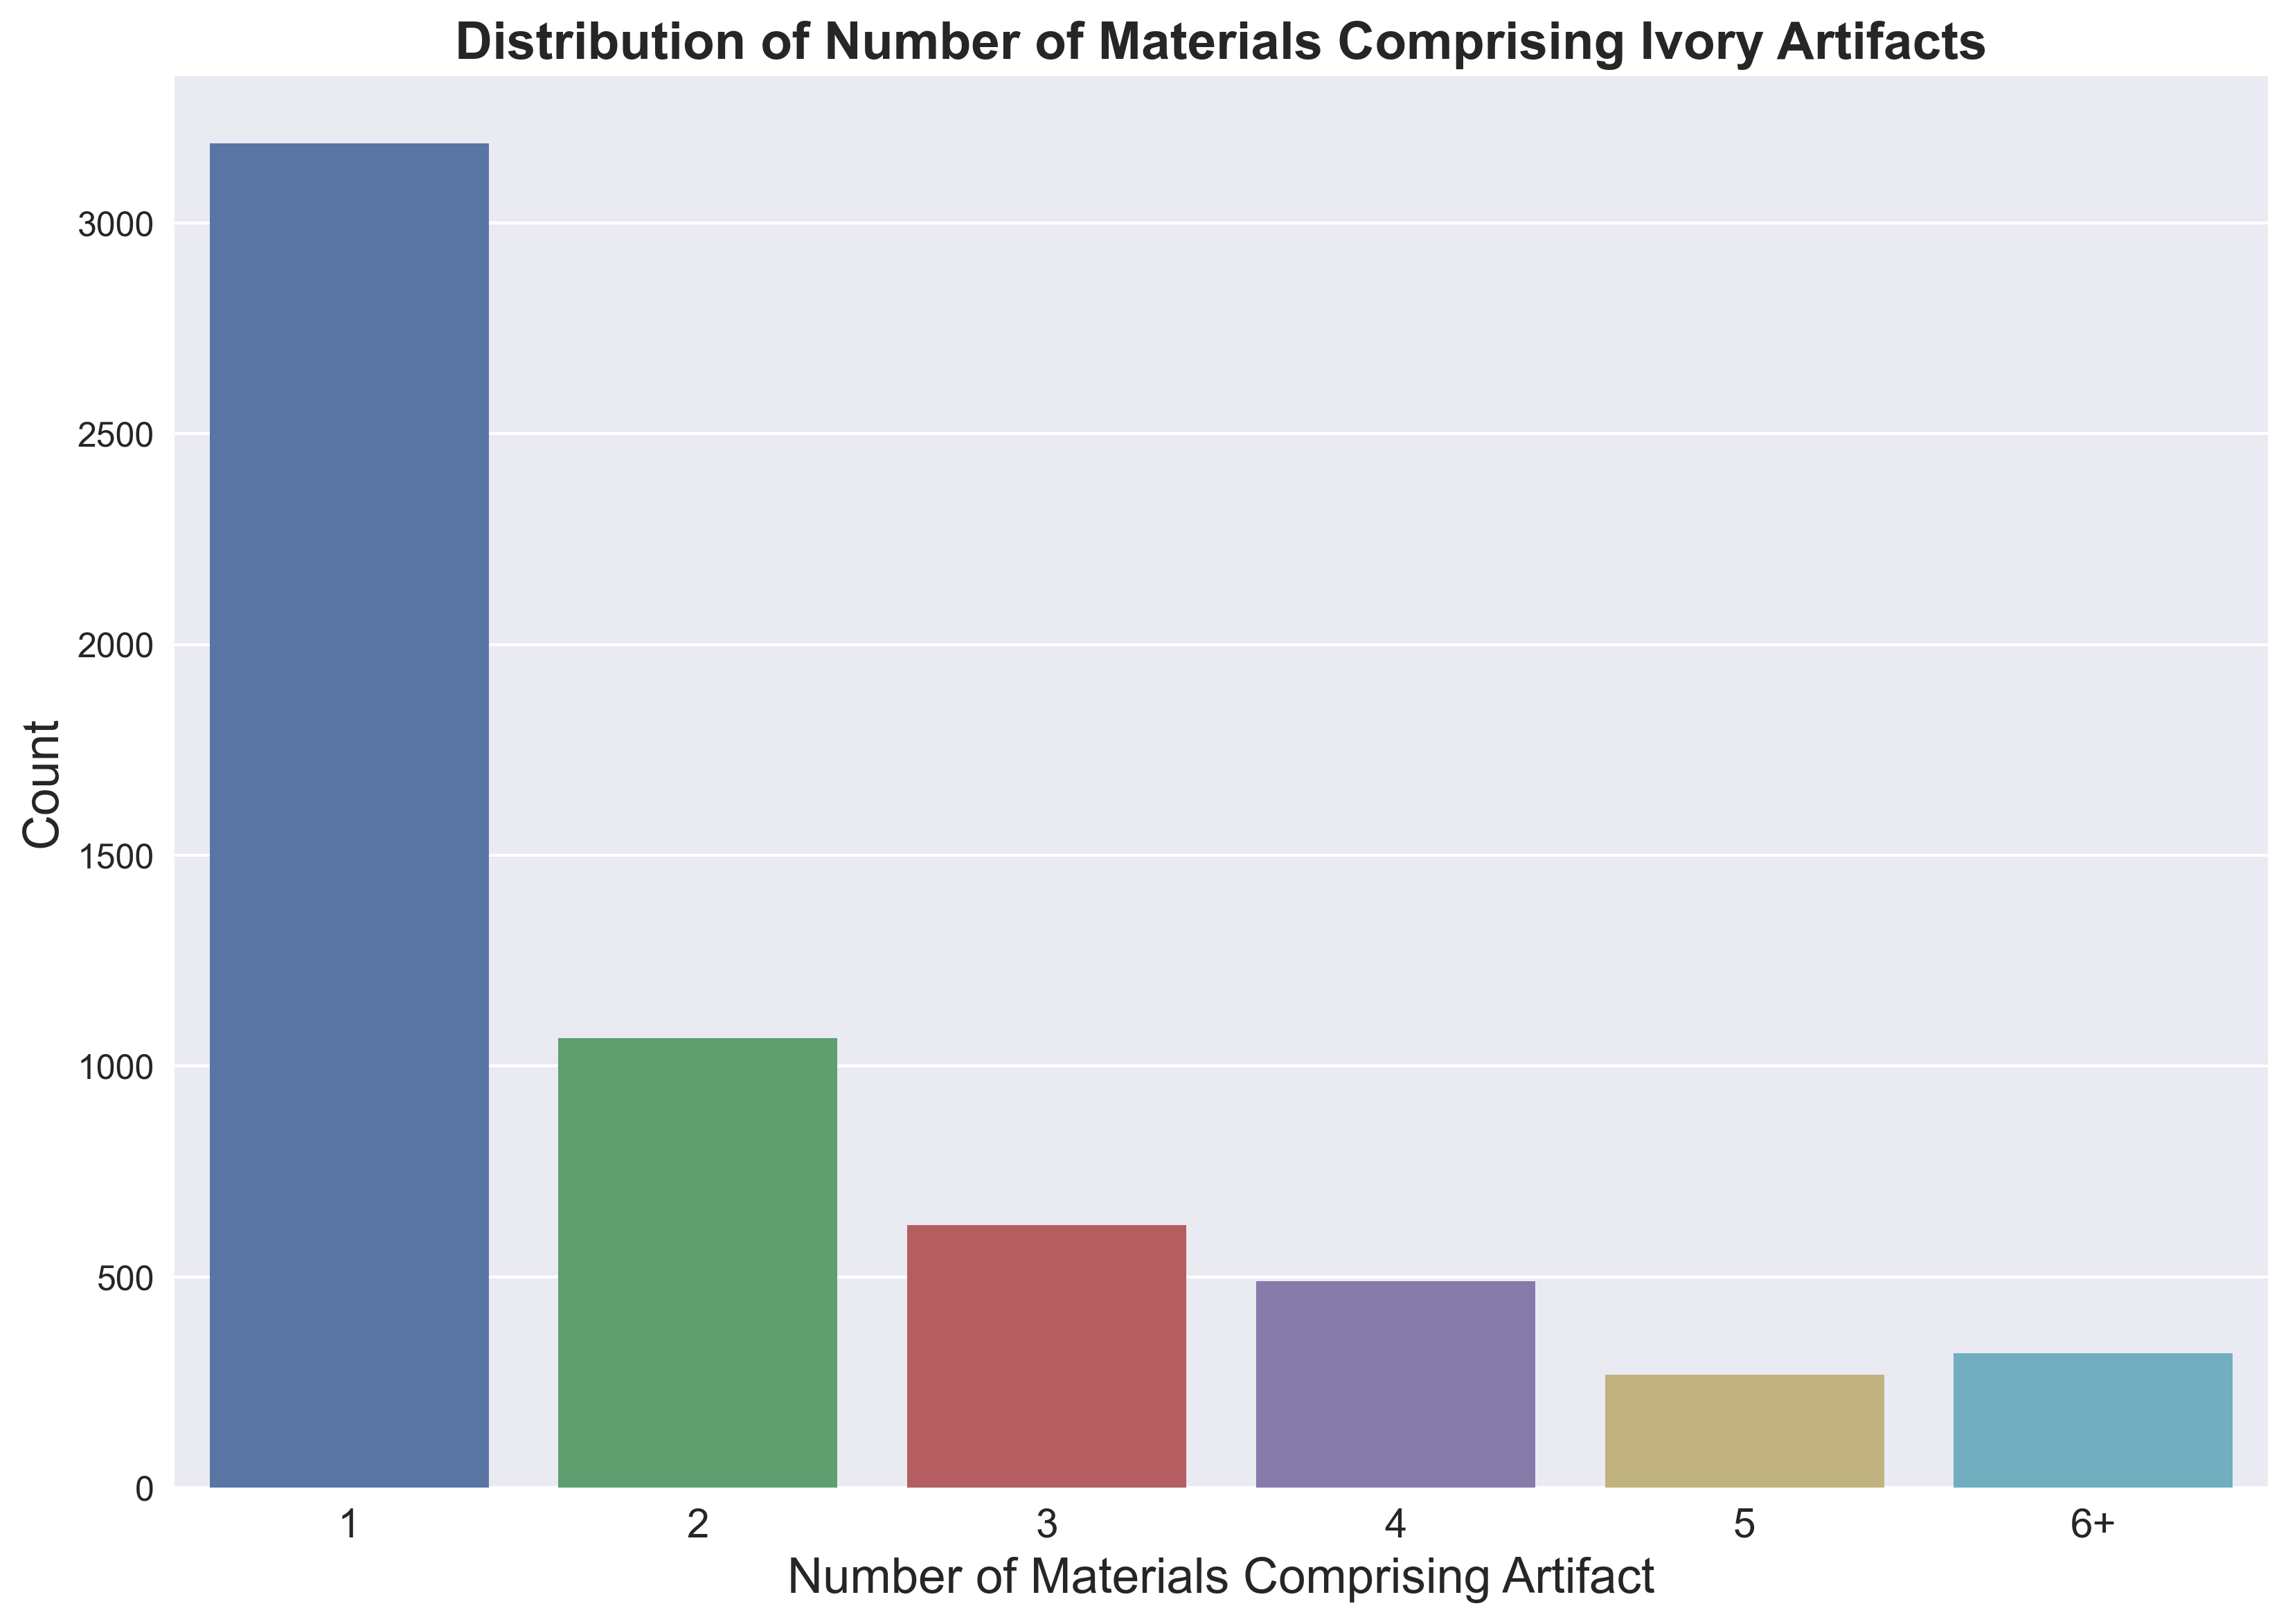 Distribution of Number of Materials Comprising Ivory Artifacts
3000
2500
2000
1500
1000
500
0
Count
1 2 3 4 5 6+
Number of Materials Comprising Artifact